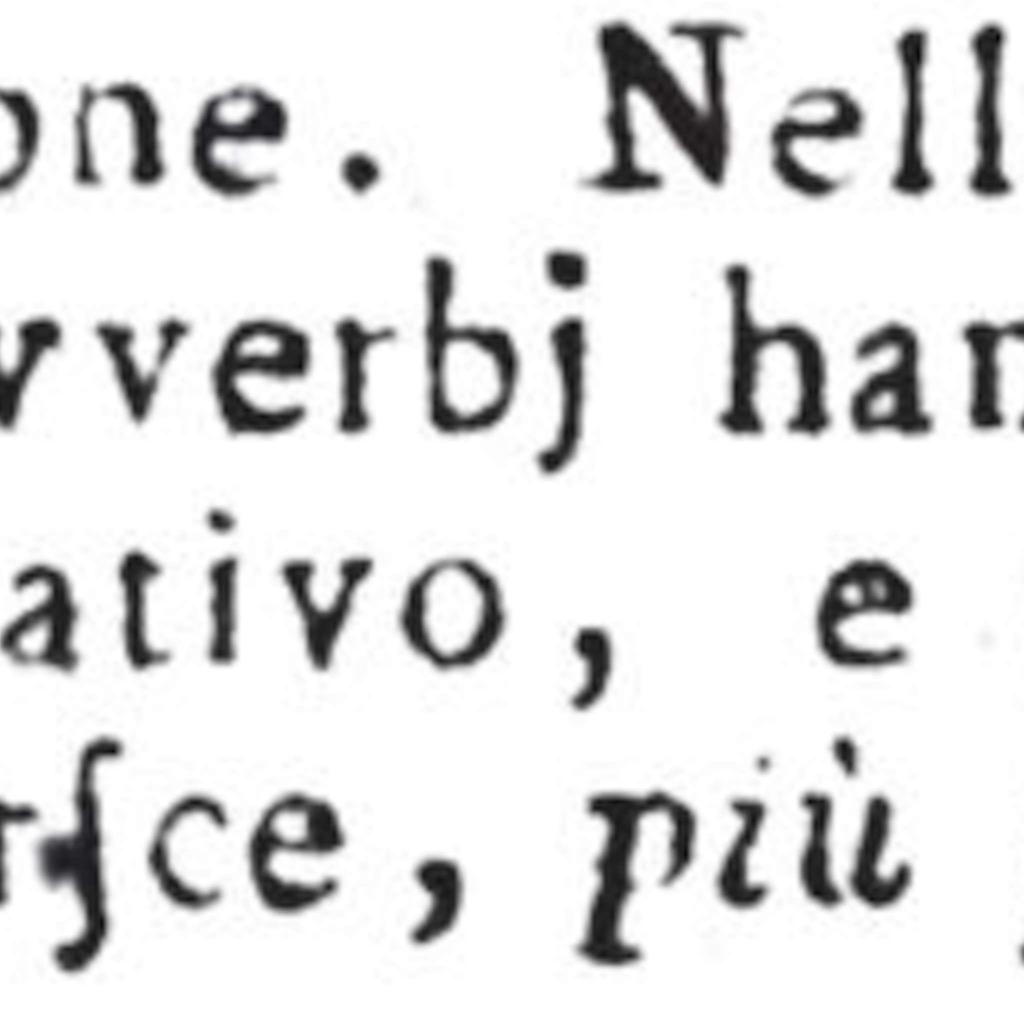 one. Nell
vverbj han
ativo, e
rſce, più